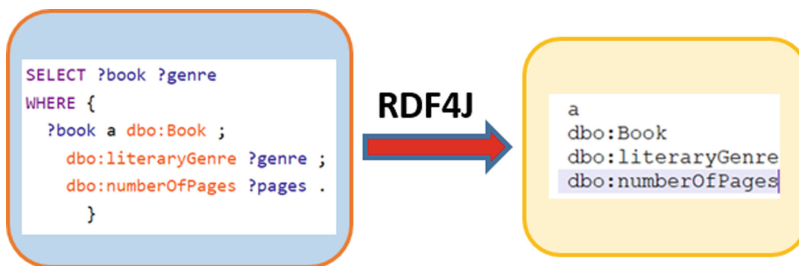 SELECT ?book ?genre
WHERE {
?book a dbo:Book ;
dbo:literaryGenre ?genre ;
dbo:numberOfPages ?pages .
}
RDF4J
a
dbo:Book
dbo:literaryGenre
dbo:numberOfPages